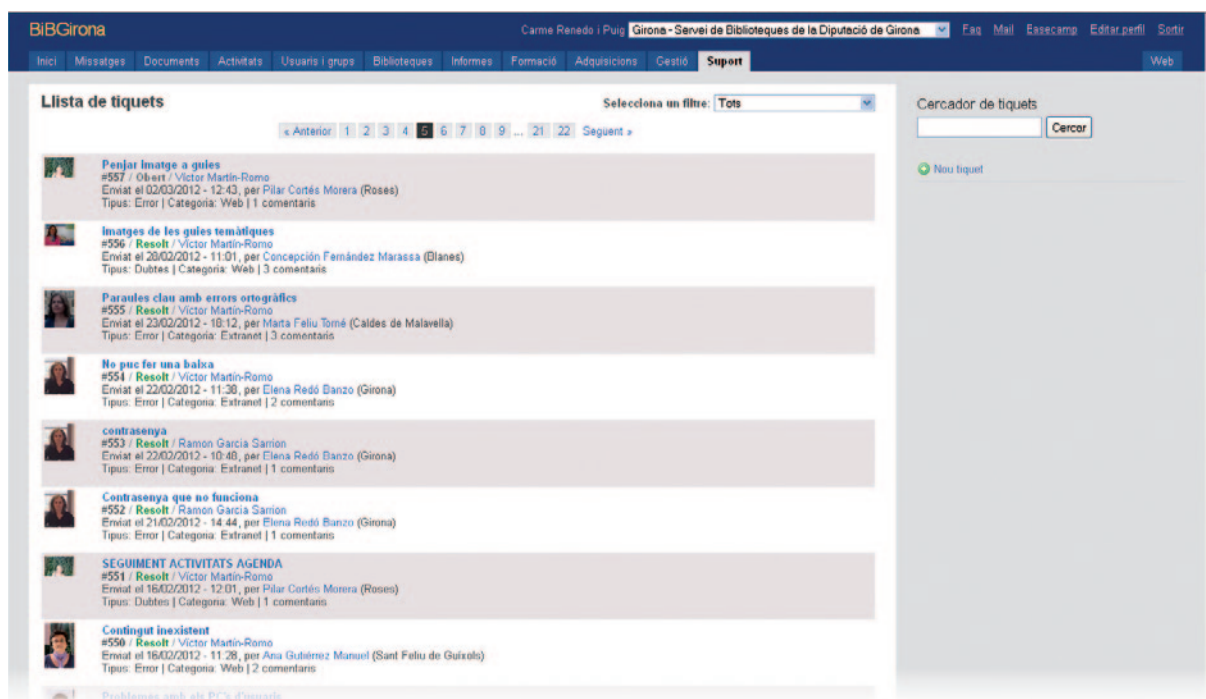 BiBGirona
Carme Renedo i Puig Girona - Servei de Biblioteques de la Diputació de Girona Faq Mail Easecamp Editar perfil Sortir
Inici Missatges Documents Activitats Usuaris i grups Biblioteques Informes Formació Adquisicions Gestió Suport Web
Llista de tiquets
Selecciona un filtre: Tots
« Anterior 1 2 3 4 5 6 7 8 9 ... 21 22 Seguent »
Cercador de tiquets
Cercar
Nou tiquet
Penjar Imatge a guies
#557 / Obert / Víctor Martín-Romo
Enviat el 02/03/2012 - 12:43, per Pilar Cortés Morera (Roses)
Tipus: Error | Categoria: Web | 1 comentaris
Imatges de les guies temàtiques
#556 / Resolt / Víctor Martín-Romo
Enviat el 28/02/2012 - 11:01, per Concepción Fernández Marassa (Blanes)
Tipus: Dubtes | Categoria: Web | 3 comentaris
Paraules clau amb errors ortogràfics
#555 / Resolt / Víctor Martín-Romo
Enviat el 23/02/2012 - 18:12, per Marta Feliu Torné (Caldes de Malavella)
Tipus: Error | Categoria: Extranet | 3 comentaris
No puc fer una baixa
#554 / Resolt / Víctor Martín-Romo
Enviat el 22/02/2012 - 11:38, per Elena Redó Banzo (Girona)
Tipus: Error | Categoria: Extranet | 2 comentaris
contrasenya
#553 / Resolt / Ramon Garcia Sarrion
Enviat el 22/02/2012 - 10:48, per Elena Redó Banzo (Girona)
Tipus: Error | Categoria: Extranet | 1 comentaris
Contrasenya que no funciona
#552 / Resolt / Ramon Garcia Sarrion
Enviat el 21/02/2012 - 14:44, per Elena Redó Banzo (Girona)
Tipus: Error | Categoria: Extranet | 1 comentaris
SEGUIMENT ACTIVITATS AGENDA
#551 / Resolt / Víctor Martín-Romo
Enviat el 16/02/2012 - 12:01, per Pilar Cortés Morera (Roses)
Tipus: Dubtes | Categoria: Web | 1 comentaris
Contingut inexistent
#550 / Resolt / Víctor Martín-Romo
Enviat el 16/02/2012 - 11:28, per Ana Gutiérrez Manuel (Sant Feliu de Guíxols)
Tipus: Error | Categoria: Web | 2 comentaris
Problemes amb els PC's d'usuaris